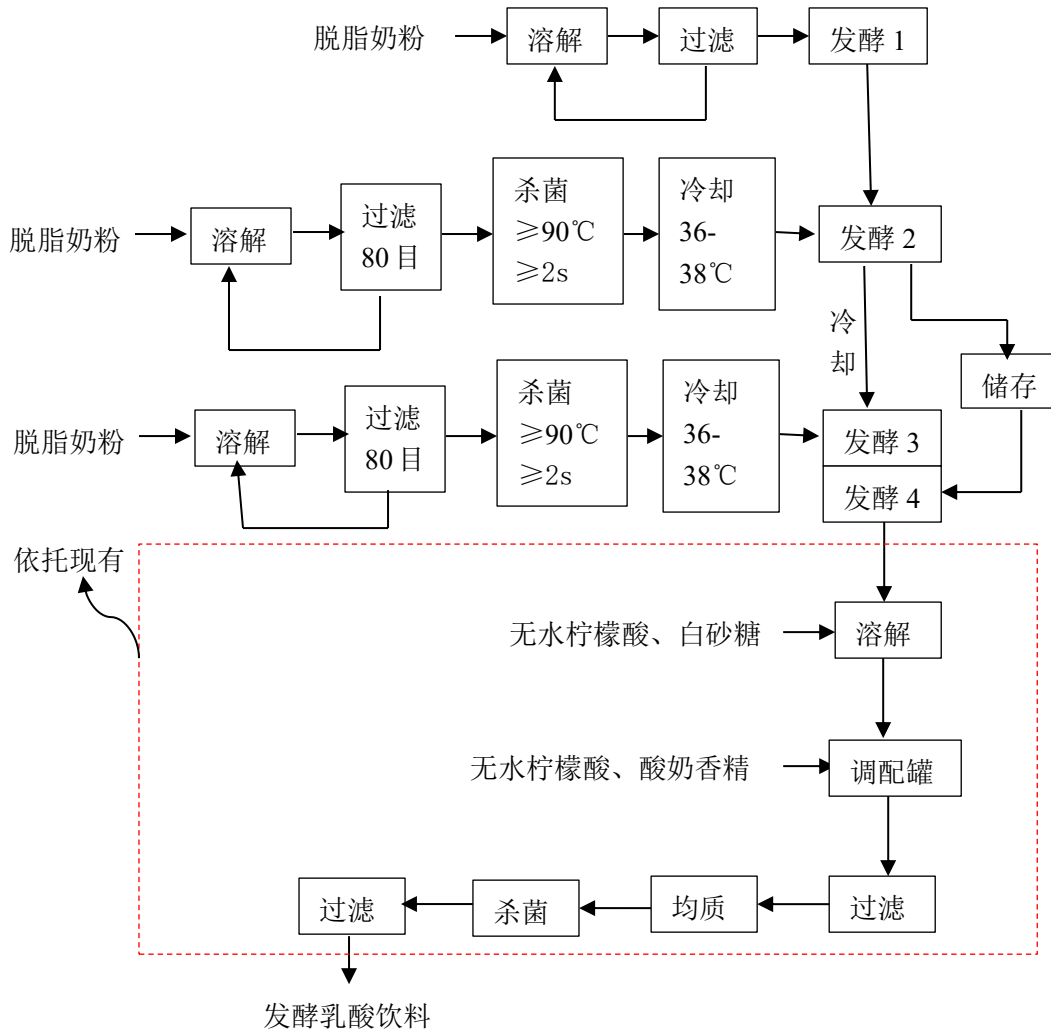 脱脂奶粉
溶解
过滤
发酵 1
脱脂奶粉
溶解
过滤
80 目
杀菌
≥90℃
≥2s
冷却
36-
38℃
发酵 2
冷
却
储存
脱脂奶粉
溶解
过滤
80 目
杀菌
≥90℃
≥2s
冷却
36-
38℃
发酵 3
发酵 4
依托现有
无水柠檬酸、白砂糖
溶解
无水柠檬酸、酸奶香精
调配罐
过滤
杀菌
均质
过滤
发酵乳酸饮料